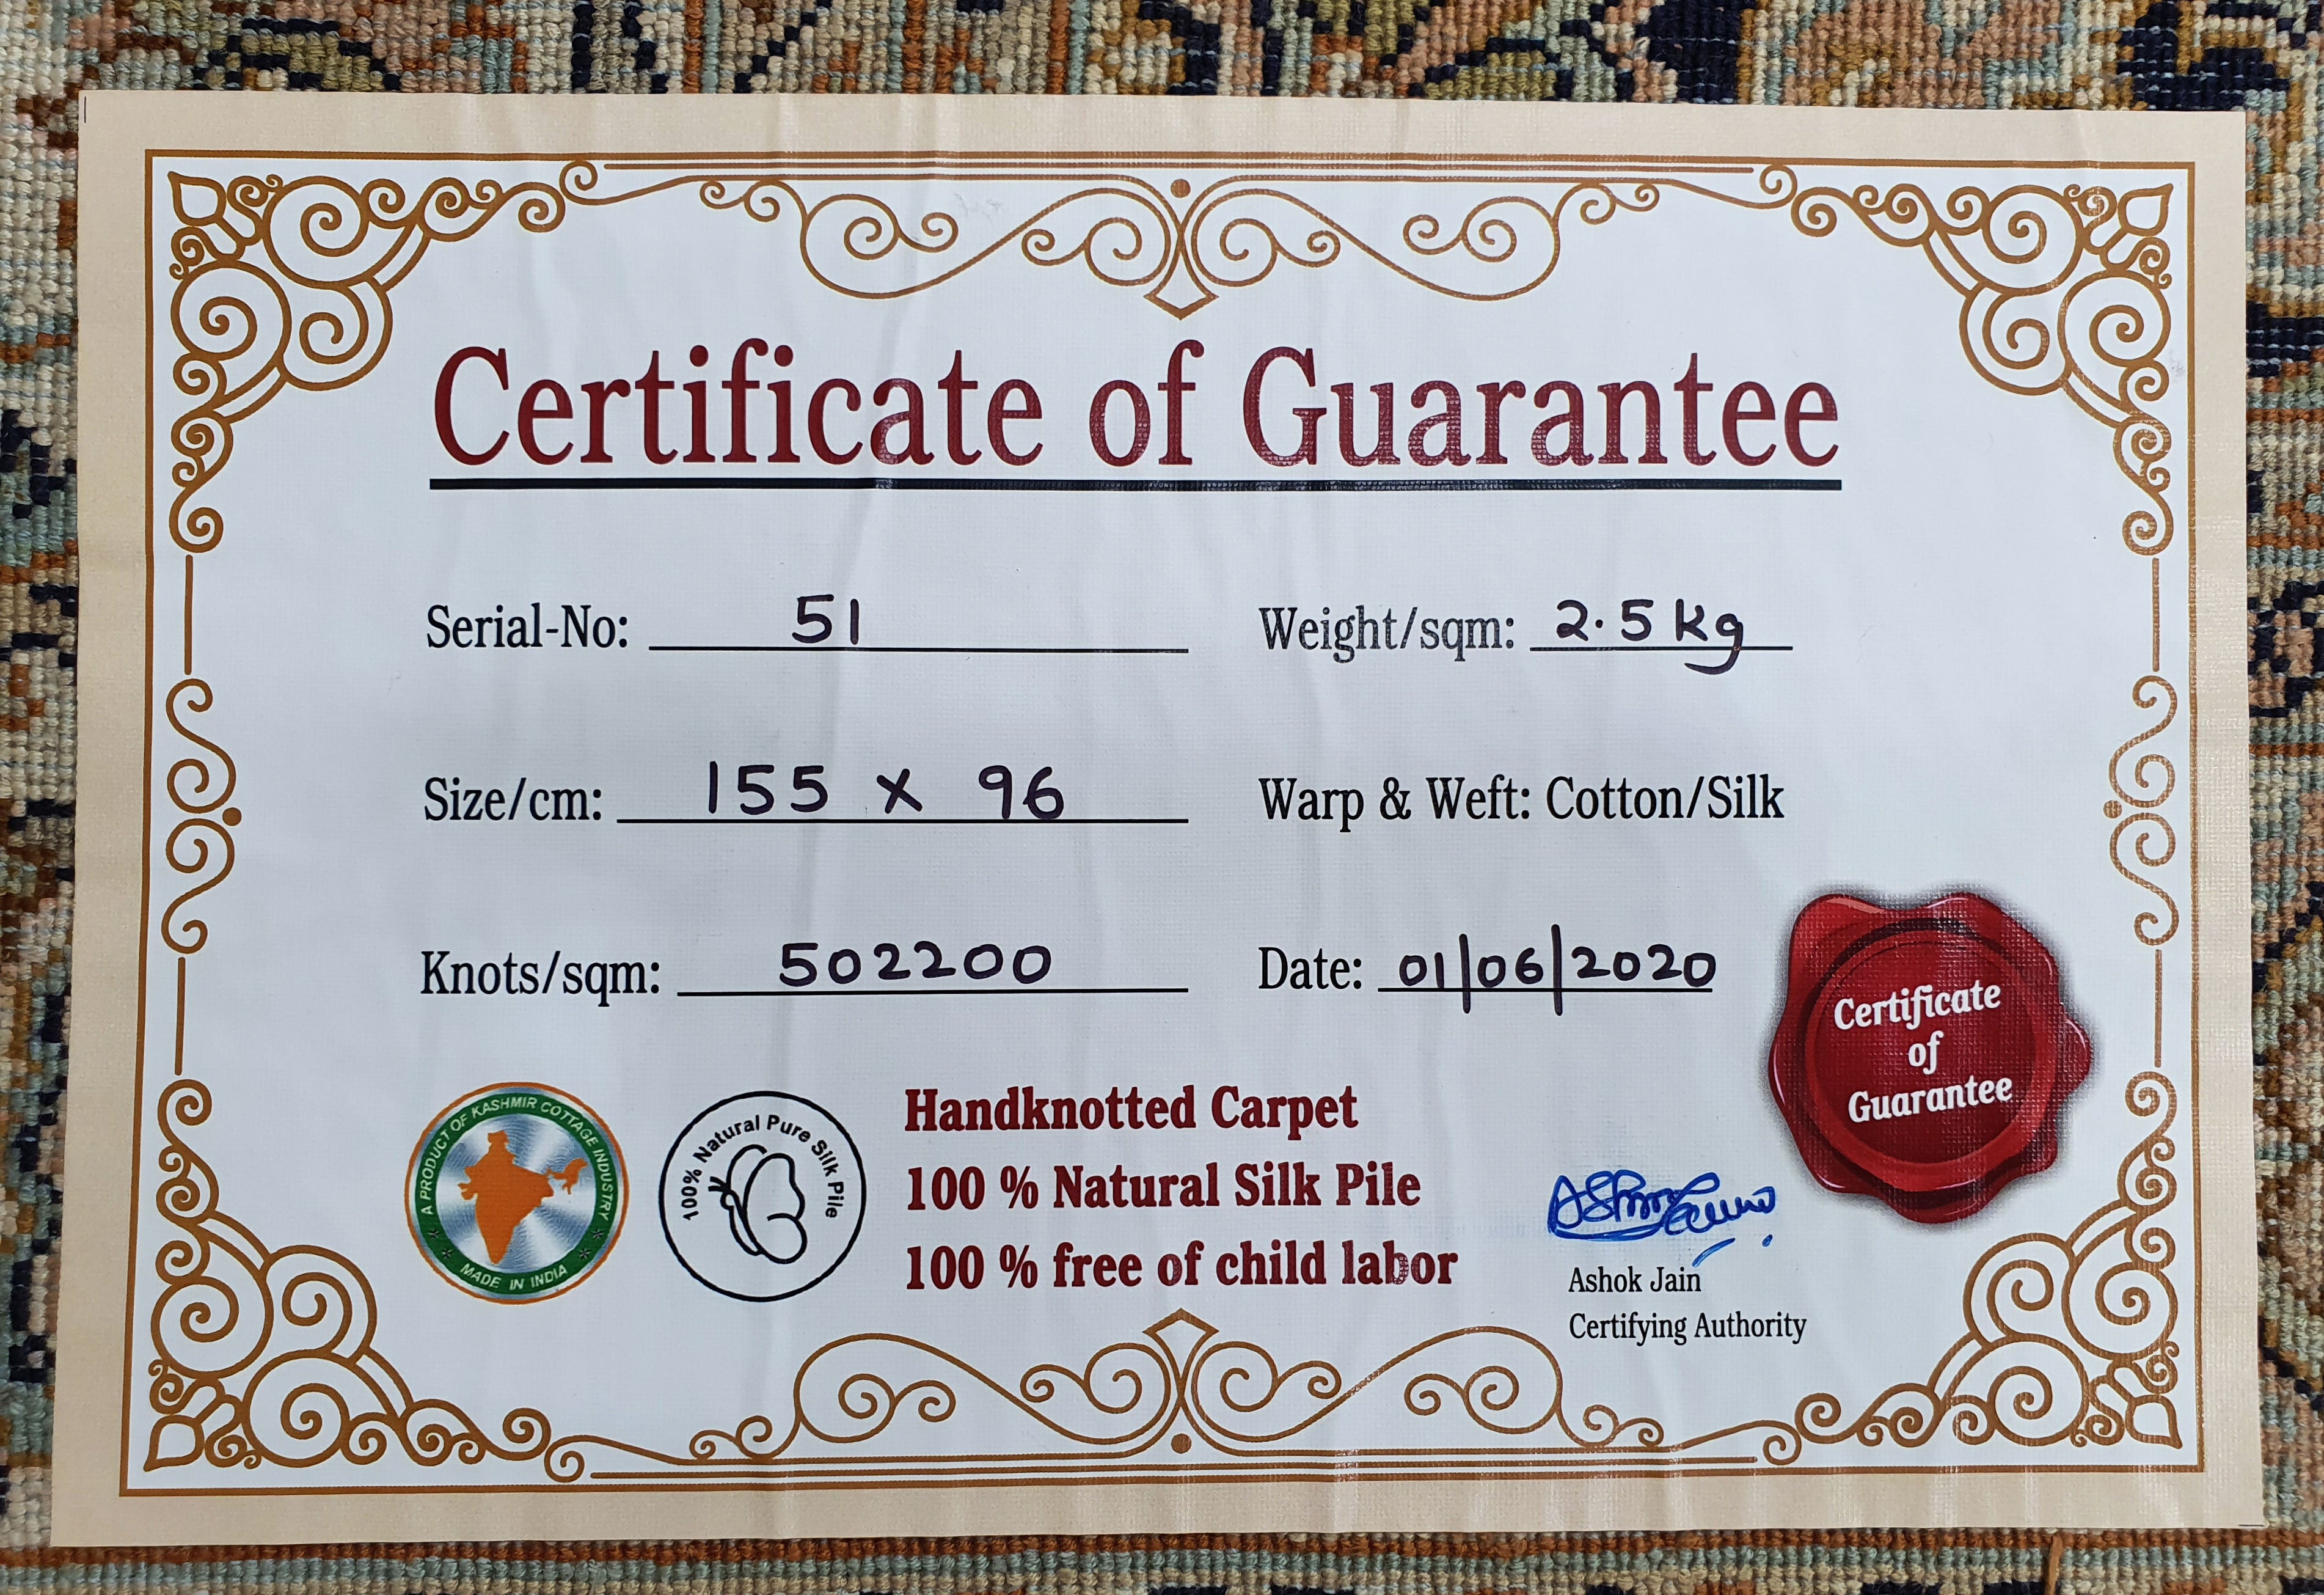 Certificate of Guarantee
Serial-No: 51
Weight/sqm: 2.5 kg
Size/cm: 155 x 96
Warp & Weft: Cotton/Silk
Knots/sqm: 502200
Date: 01/06/2020
Certificate
of
Guarantee
A PRODUCT OF KASHMIR COTTAGE INDUSTRY
MADE IN INDIA
100% Natural Pure Silk Pile
Handknotted Carpet
100 % Natural Silk Pile
100 % free of child labor
Ashok Jain
Certifying Authority